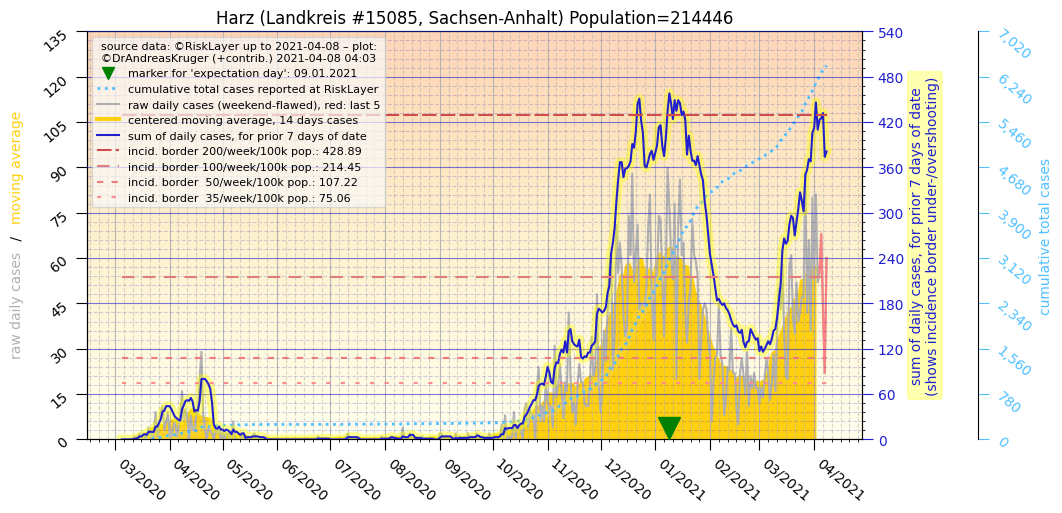 Harz (Landkreis #15085, Sachsen-Anhalt) Population=214446
source data: ©RiskLayer up to 2021-04-08 – plot:
©DrAndreasKruger (+contrib.) 2021-04-08 04:03
marker for 'expectation day': 09.01.2021
cumulative total cases reported at RiskLayer
raw daily cases (weekend-flawed), red: last 5
centered moving average, 14 days cases
sum of daily cases, for prior 7 days of date
incid. border 200/week/100k pop.: 428.89
incid. border 100/week/100k pop.: 214.45
incid. border  50/week/100k pop.: 107.22
incid. border  35/week/100k pop.: 75.06
raw daily cases  /  moving average
135
120
105
90
75
60
45
30
15
0
03/2020
04/2020
05/2020
06/2020
07/2020
08/2020
09/2020
10/2020
11/2020
12/2020
01/2021
02/2021
03/2021
04/2021
540
480
420
360
300
240
180
120
60
0
sum of daily cases, for prior 7 days of date
(shows incidence border under-/overshooting)
7,020
6,240
5,460
4,680
3,900
3,120
2,340
1,560
780
0
cumulative total cases